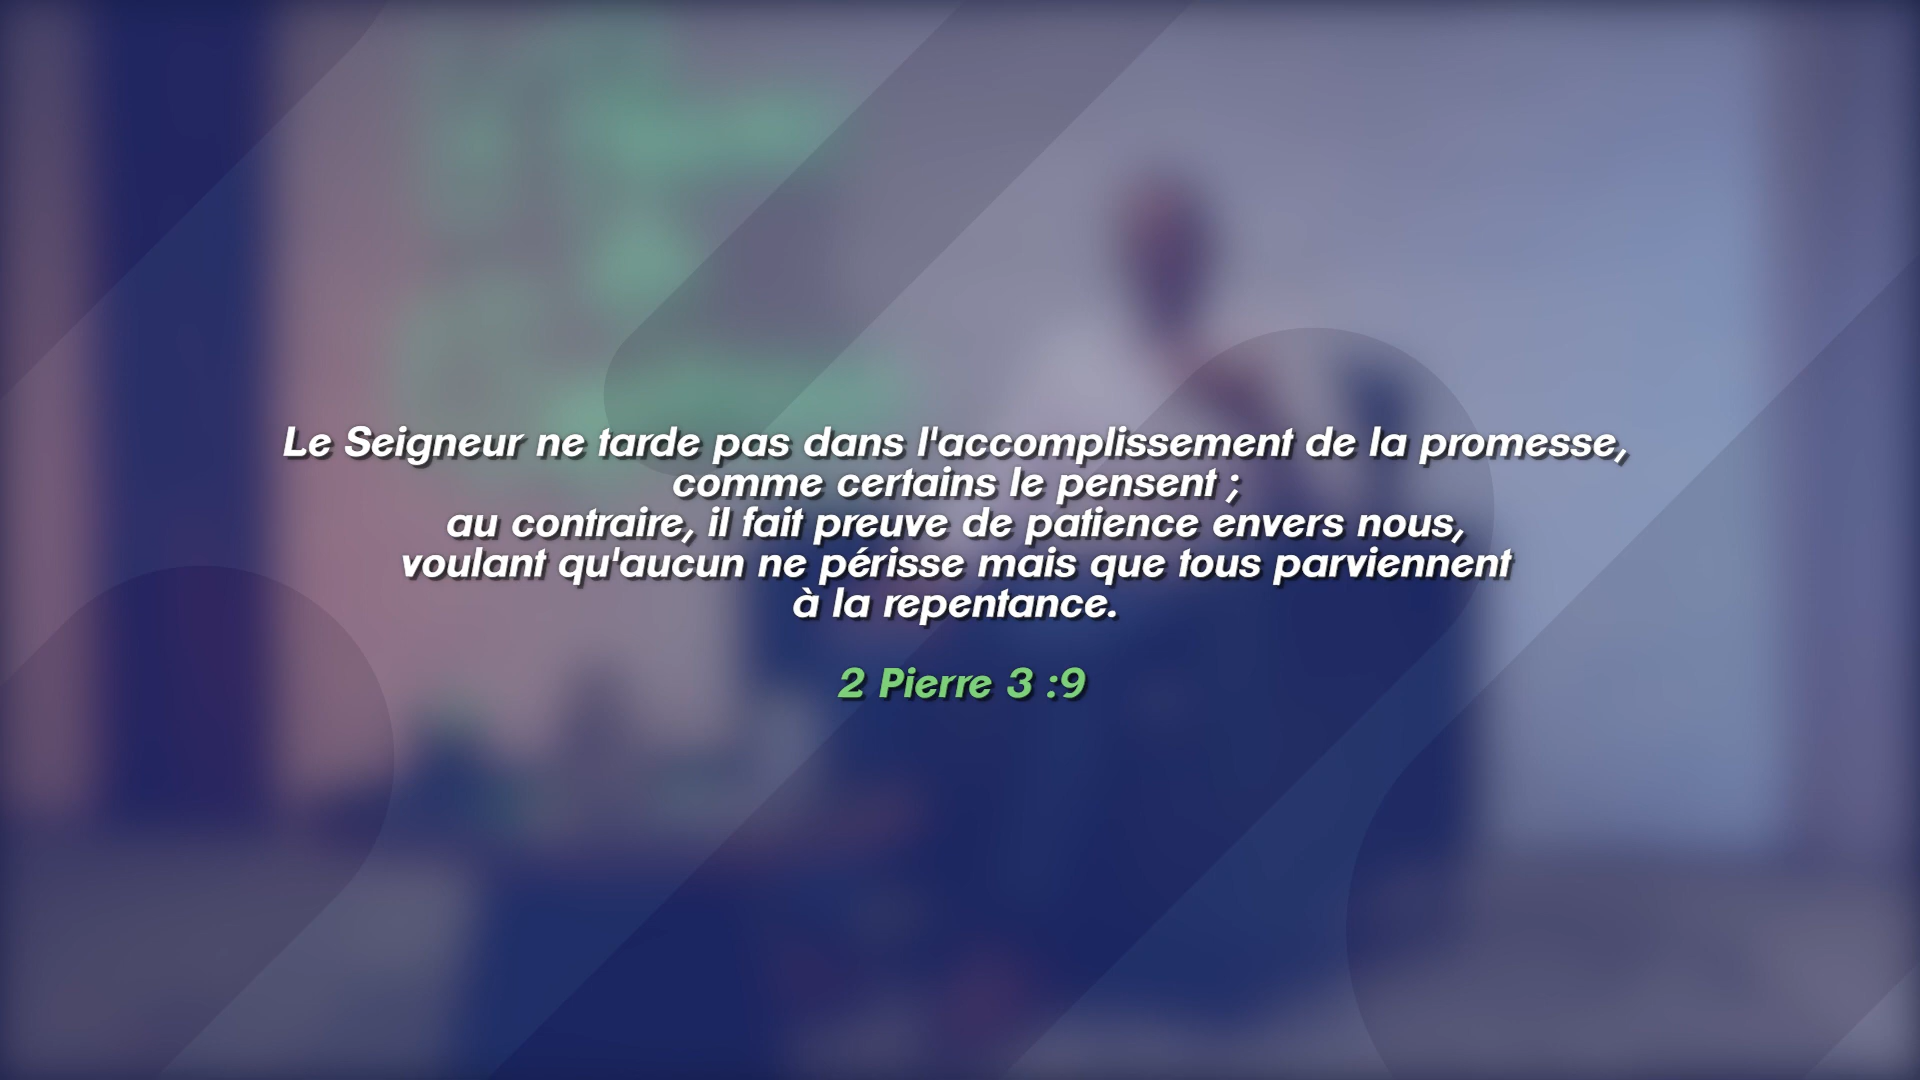 Le Seigneur ne tarde pas dans l'accomplissement de la promesse,
comme certains le pensent ;
au contraire, il fait preuve de patience envers nous,
voulant qu'aucun ne périsse mais que tous parviennent
à la repentance.
2 Pierre 3 :9